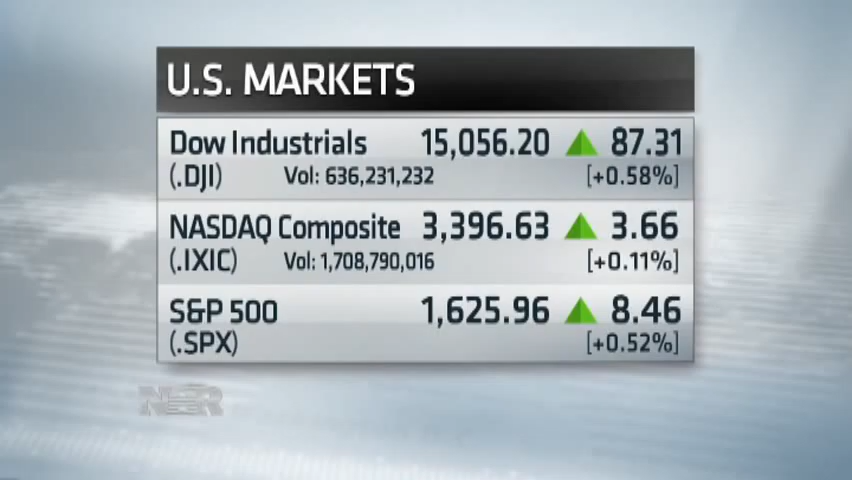 U.S. MARKETS
Dow Industrials 15,056.20 ▲ 87.31
(.DJI) Vol: 636,231,232 [+0.58%]
NASDAQ Composite 3,396.63 ▲ 3.66
(.IXIC) Vol: 1,708,790,016 [+0.11%]
S&P 500 1,625.96 ▲ 8.46
(.SPX) [+0.52%]
NBR